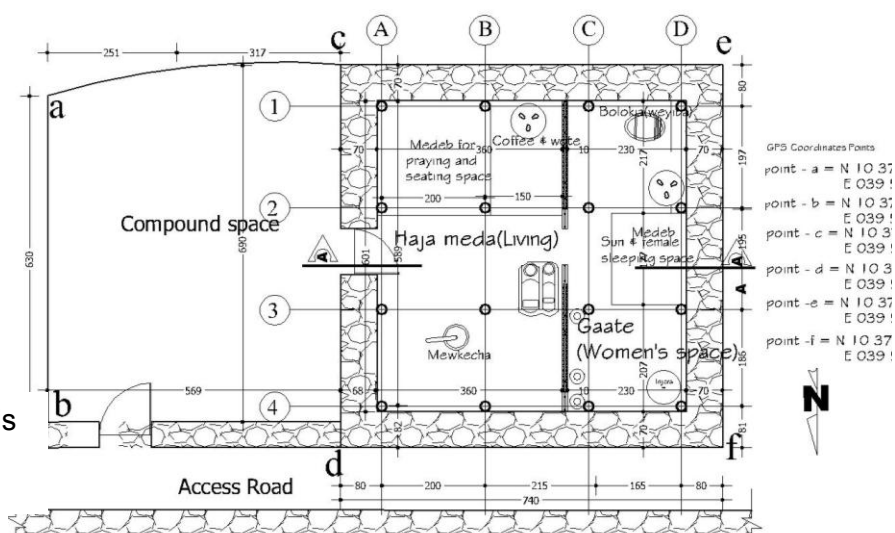 A B C D
c
e
251 317
70
80
a
1
Boloka(weyiba)
Medeb for
praying and
seating space
360
Coffee & wote
70
10
230
70
217
197
200 150
2
GPS Coordinates Points
point - a = N 10 37
E 039
point - b = N 10 37
E 039
point - c = N 10 37
E 039
point - d = N 10 37
E 039
point -e = N 10 37
E 039
point -f = N 10 37
E 039
Compound space
Haja meda(Living)
Medeb
Sun & female
sleeping space
195
630
690
A
601
589
A
A
3
Gaate
(Women's space)
Mewkecha
207
186
Injera
569 68 360 10 230 70
N
b
4
s
82
70
81
d
f
Access Road
80 200 215 165 80
740